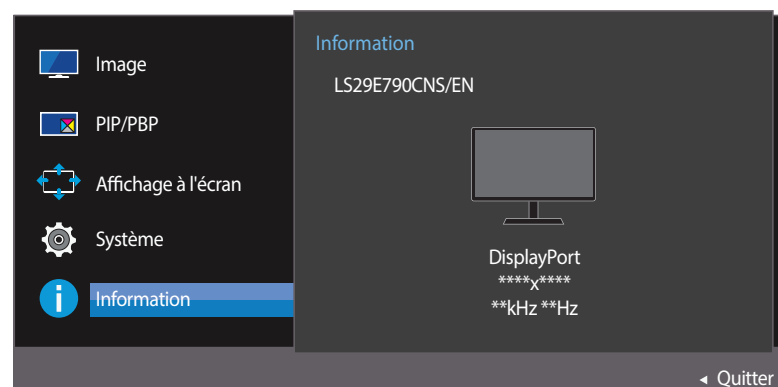 Image
PIP/PBP
Affichage à l'écran
Système
Information
Information
LS29E790CNS/EN
DisplayPort
****x****
**kHz **Hz
Quitter